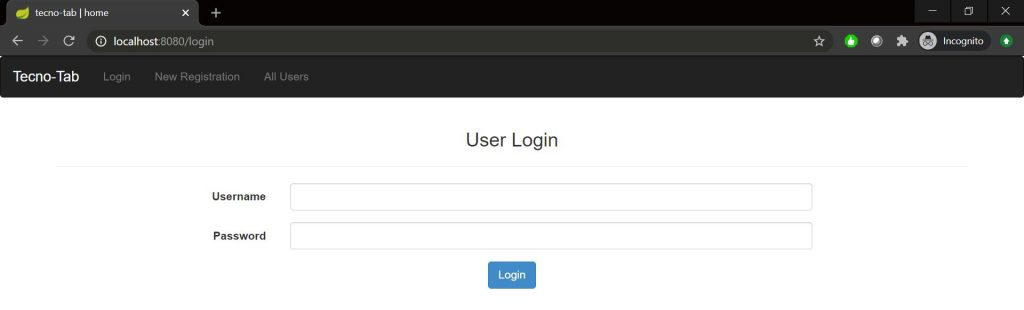 tecno-tab | home
localhost:8080/login
Incognito
Tecno-Tab Login New Registration All Users
User Login
Username
Password
Login